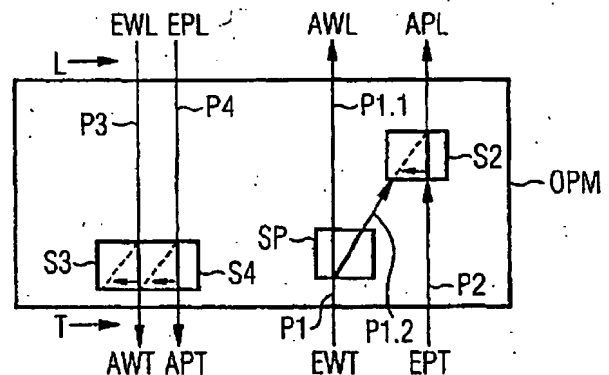 EWL EPL AWL APL
L
P3 P4 P1.1
S2
OPM
SP
S3 S4
P2
T P1 P1.2
AWT APT EWT EPT